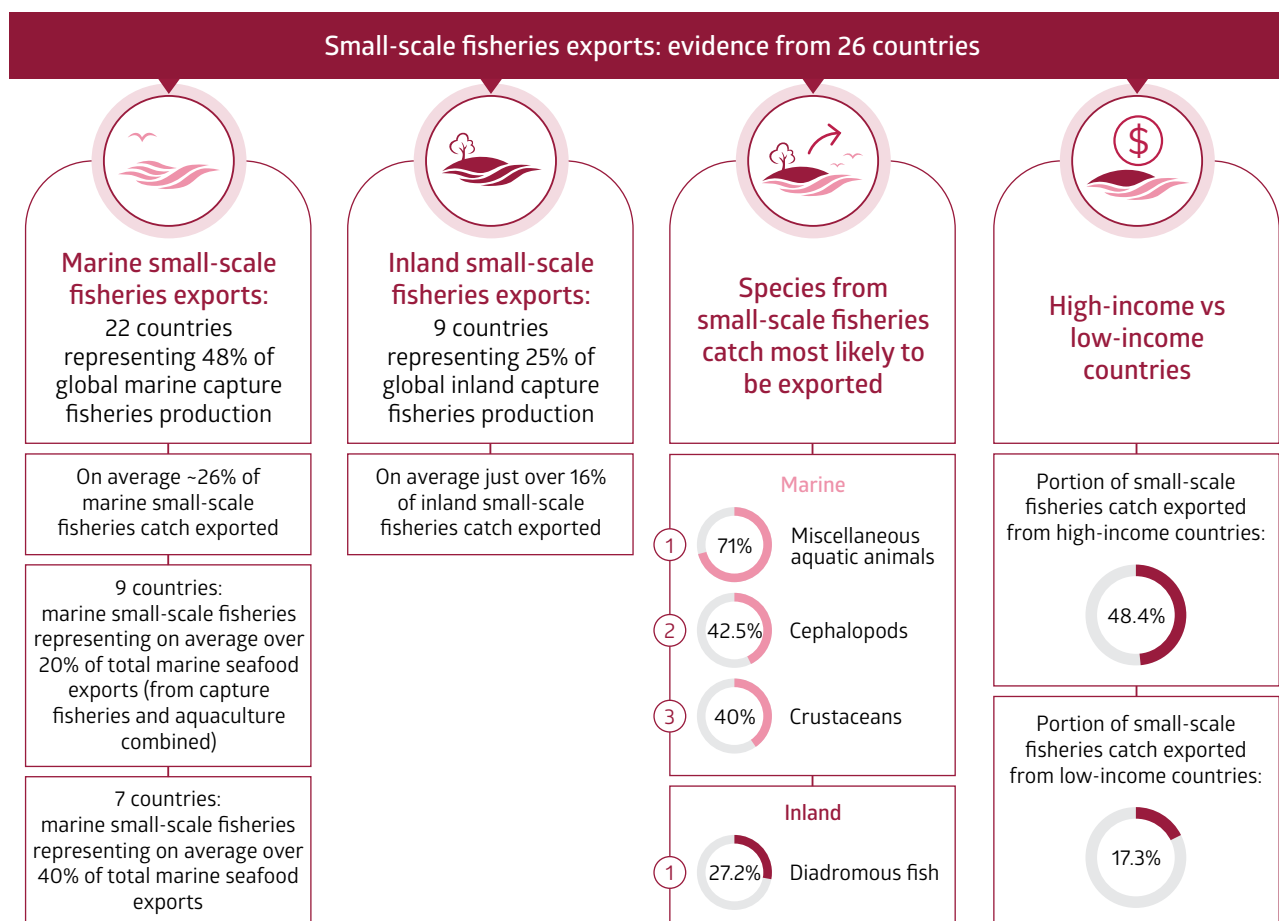 Small-scale fisheries exports: evidence from 26 countries
Marine small-scale
fisheries exports:
22 countries
representing 48% of
global marine capture
fisheries production
On average ~26% of
marine small-scale
fisheries catch exported
9 countries:
marine small-scale fisheries
representing on average over
20% of total marine seafood
exports (from capture
fisheries and aquaculture
combined)
7 countries:
marine small-scale fisheries
representing on average over
40% of total marine seafood
exports
Inland small-scale
fisheries exports:
9 countries
representing 25% of
global inland capture
fisheries production
On average just over 16%
of inland small-scale
fisheries catch exported
Species from
small-scale fisheries
catch most likely to
be exported
Marine
1
71%
Miscellaneous
aquatic animals
2
42.5%
Cephalopods
3
40%
Crustaceans
Inland
1
27.2%
Diadromous fish
$
High-income vs
low-income
countries
Portion of small-scale
fisheries catch exported
from high-income countries:
48.4%
Portion of small-scale
fisheries catch exported
from low-income countries:
17.3%